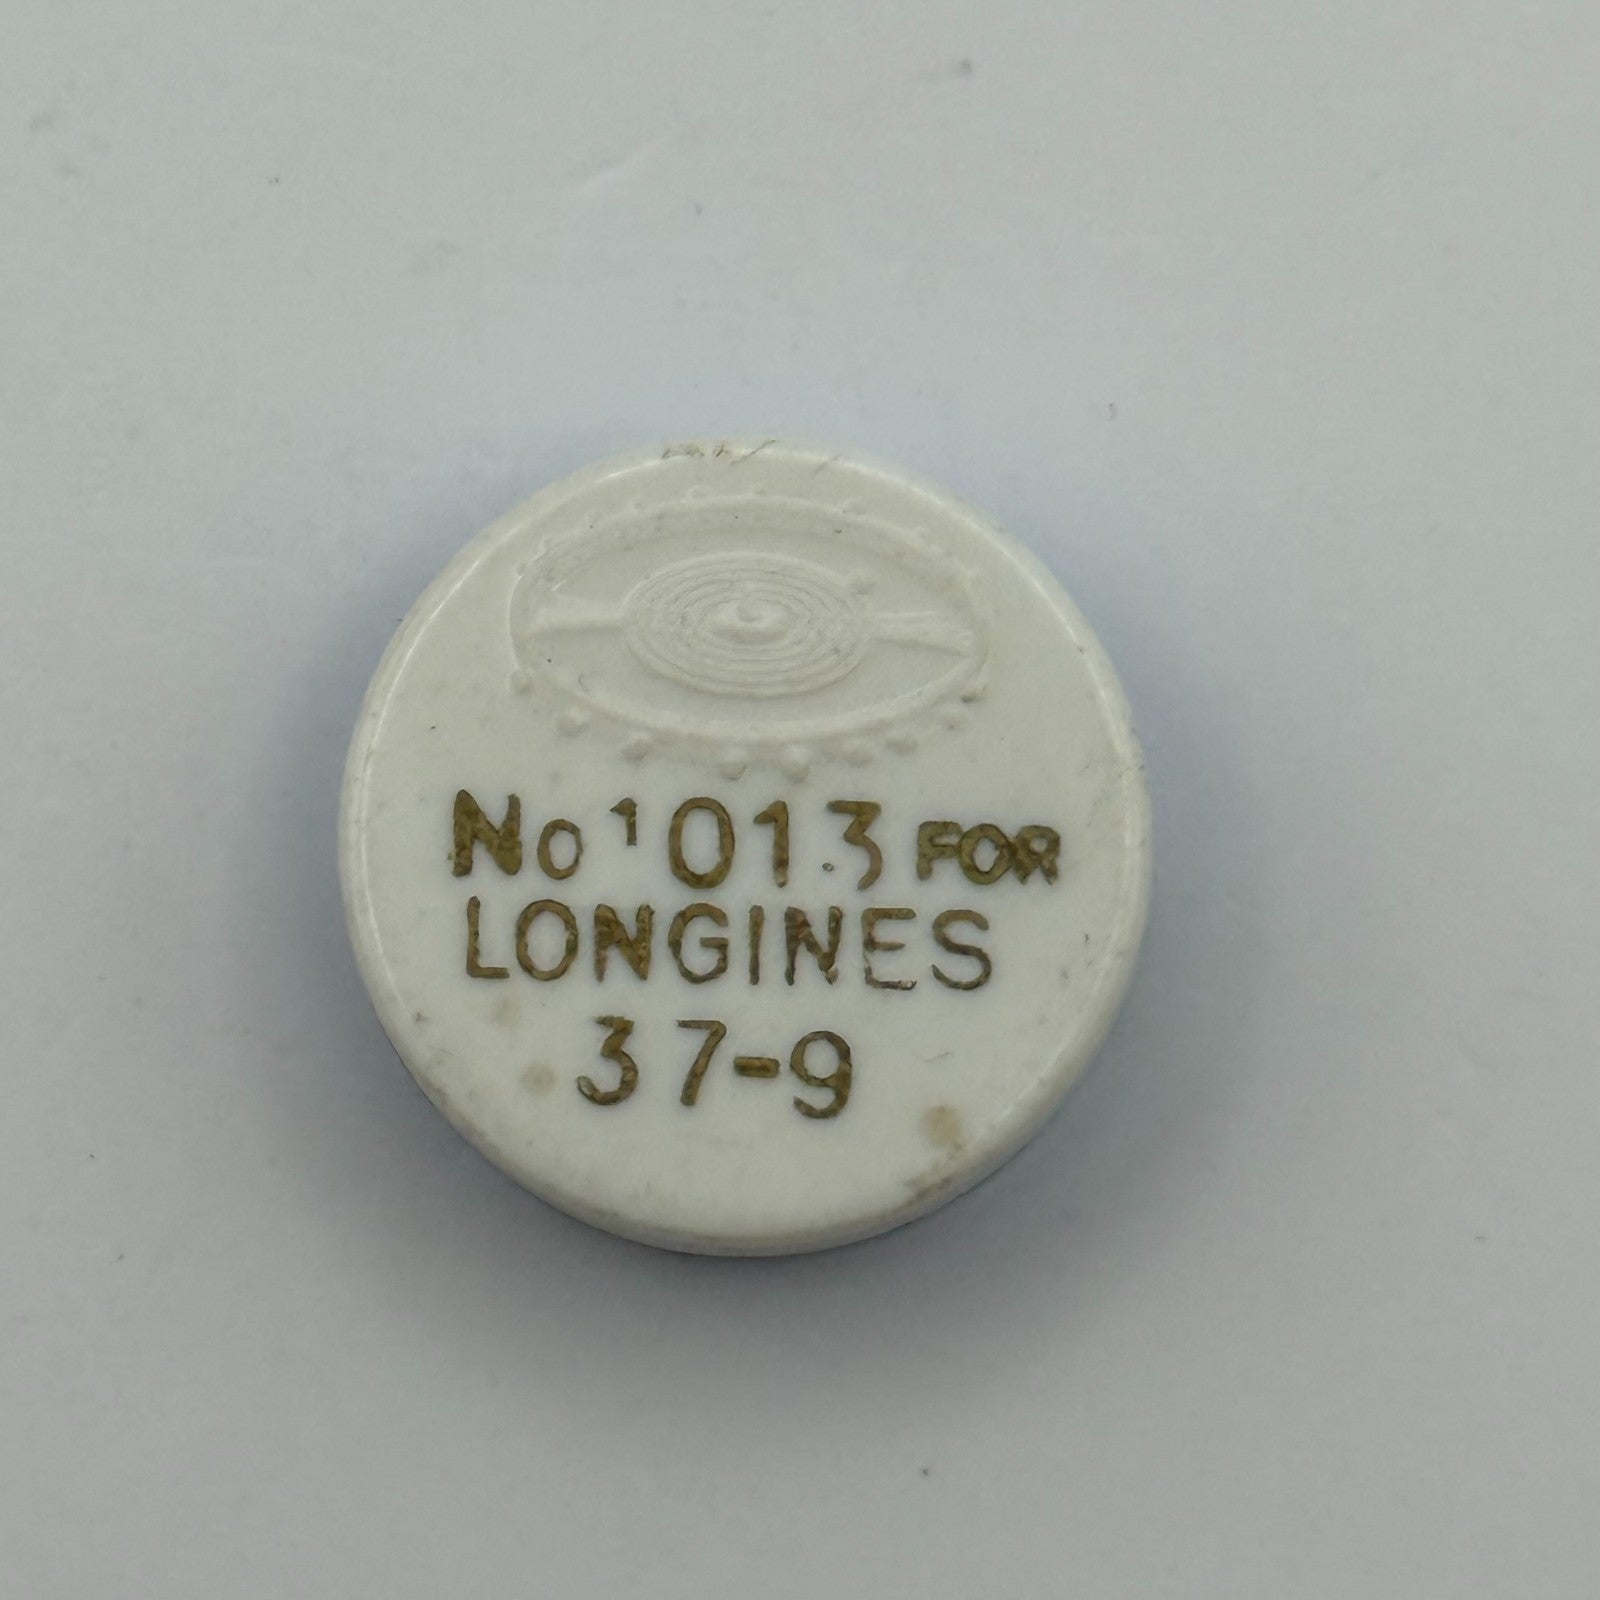 No 1013 FOR
LONGINES
37-9